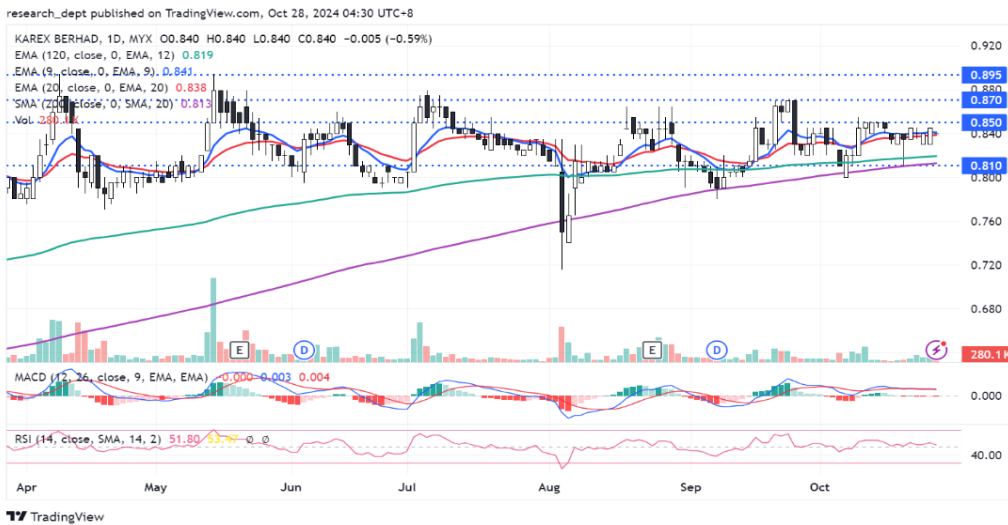 research_dept published on TradingView.com, Oct 28, 2024 04:30 UTC+8
KAREX BERHAD, 1D, MYX O0.840 H0.840 L0.840 C0.840 −0.005 (−0.59%)
EMA (120, close, 0, EMA, 12) 0.819
EMA (9, close, 0, EMA, 9) 0.841
EMA (20, close, 0, EMA, 20) 0.838
SMA (200, close, 0, SMA, 20) 0.813
Vol 280.1K
0.920
0.895
0.880
0.870
0.850
0.840
0.810
0.800
0.760
0.720
0.680
E
D
E
D
280.1K
MACD (12, 26, close, 9, EMA, EMA) −0.000 0.003 0.004
0.000
RSI (14, close, SMA, 14, 2) 51.80 53.47 Ø Ø
40.00
Apr May Jun Jul Aug Sep Oct
TradingView